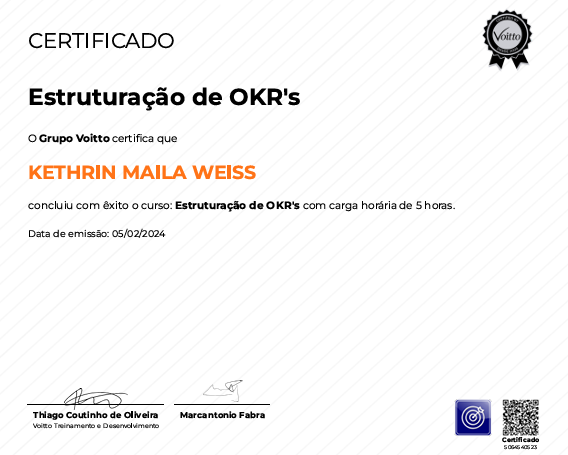 CERTIFICADO
Voitto
Estruturação de OKR's
O Grupo Voitto certifica que
KETHRIN MAILA WEISS
concluiu com êxito o curso: Estruturação de OKR's com carga horária de 5 horas.
Data de emissão: 05/02/2024
Thiago Coutinho de Oliveira
Voitto Treinamento e Desenvolvimento
Marcantonio Fabra
Certificado
5064540523